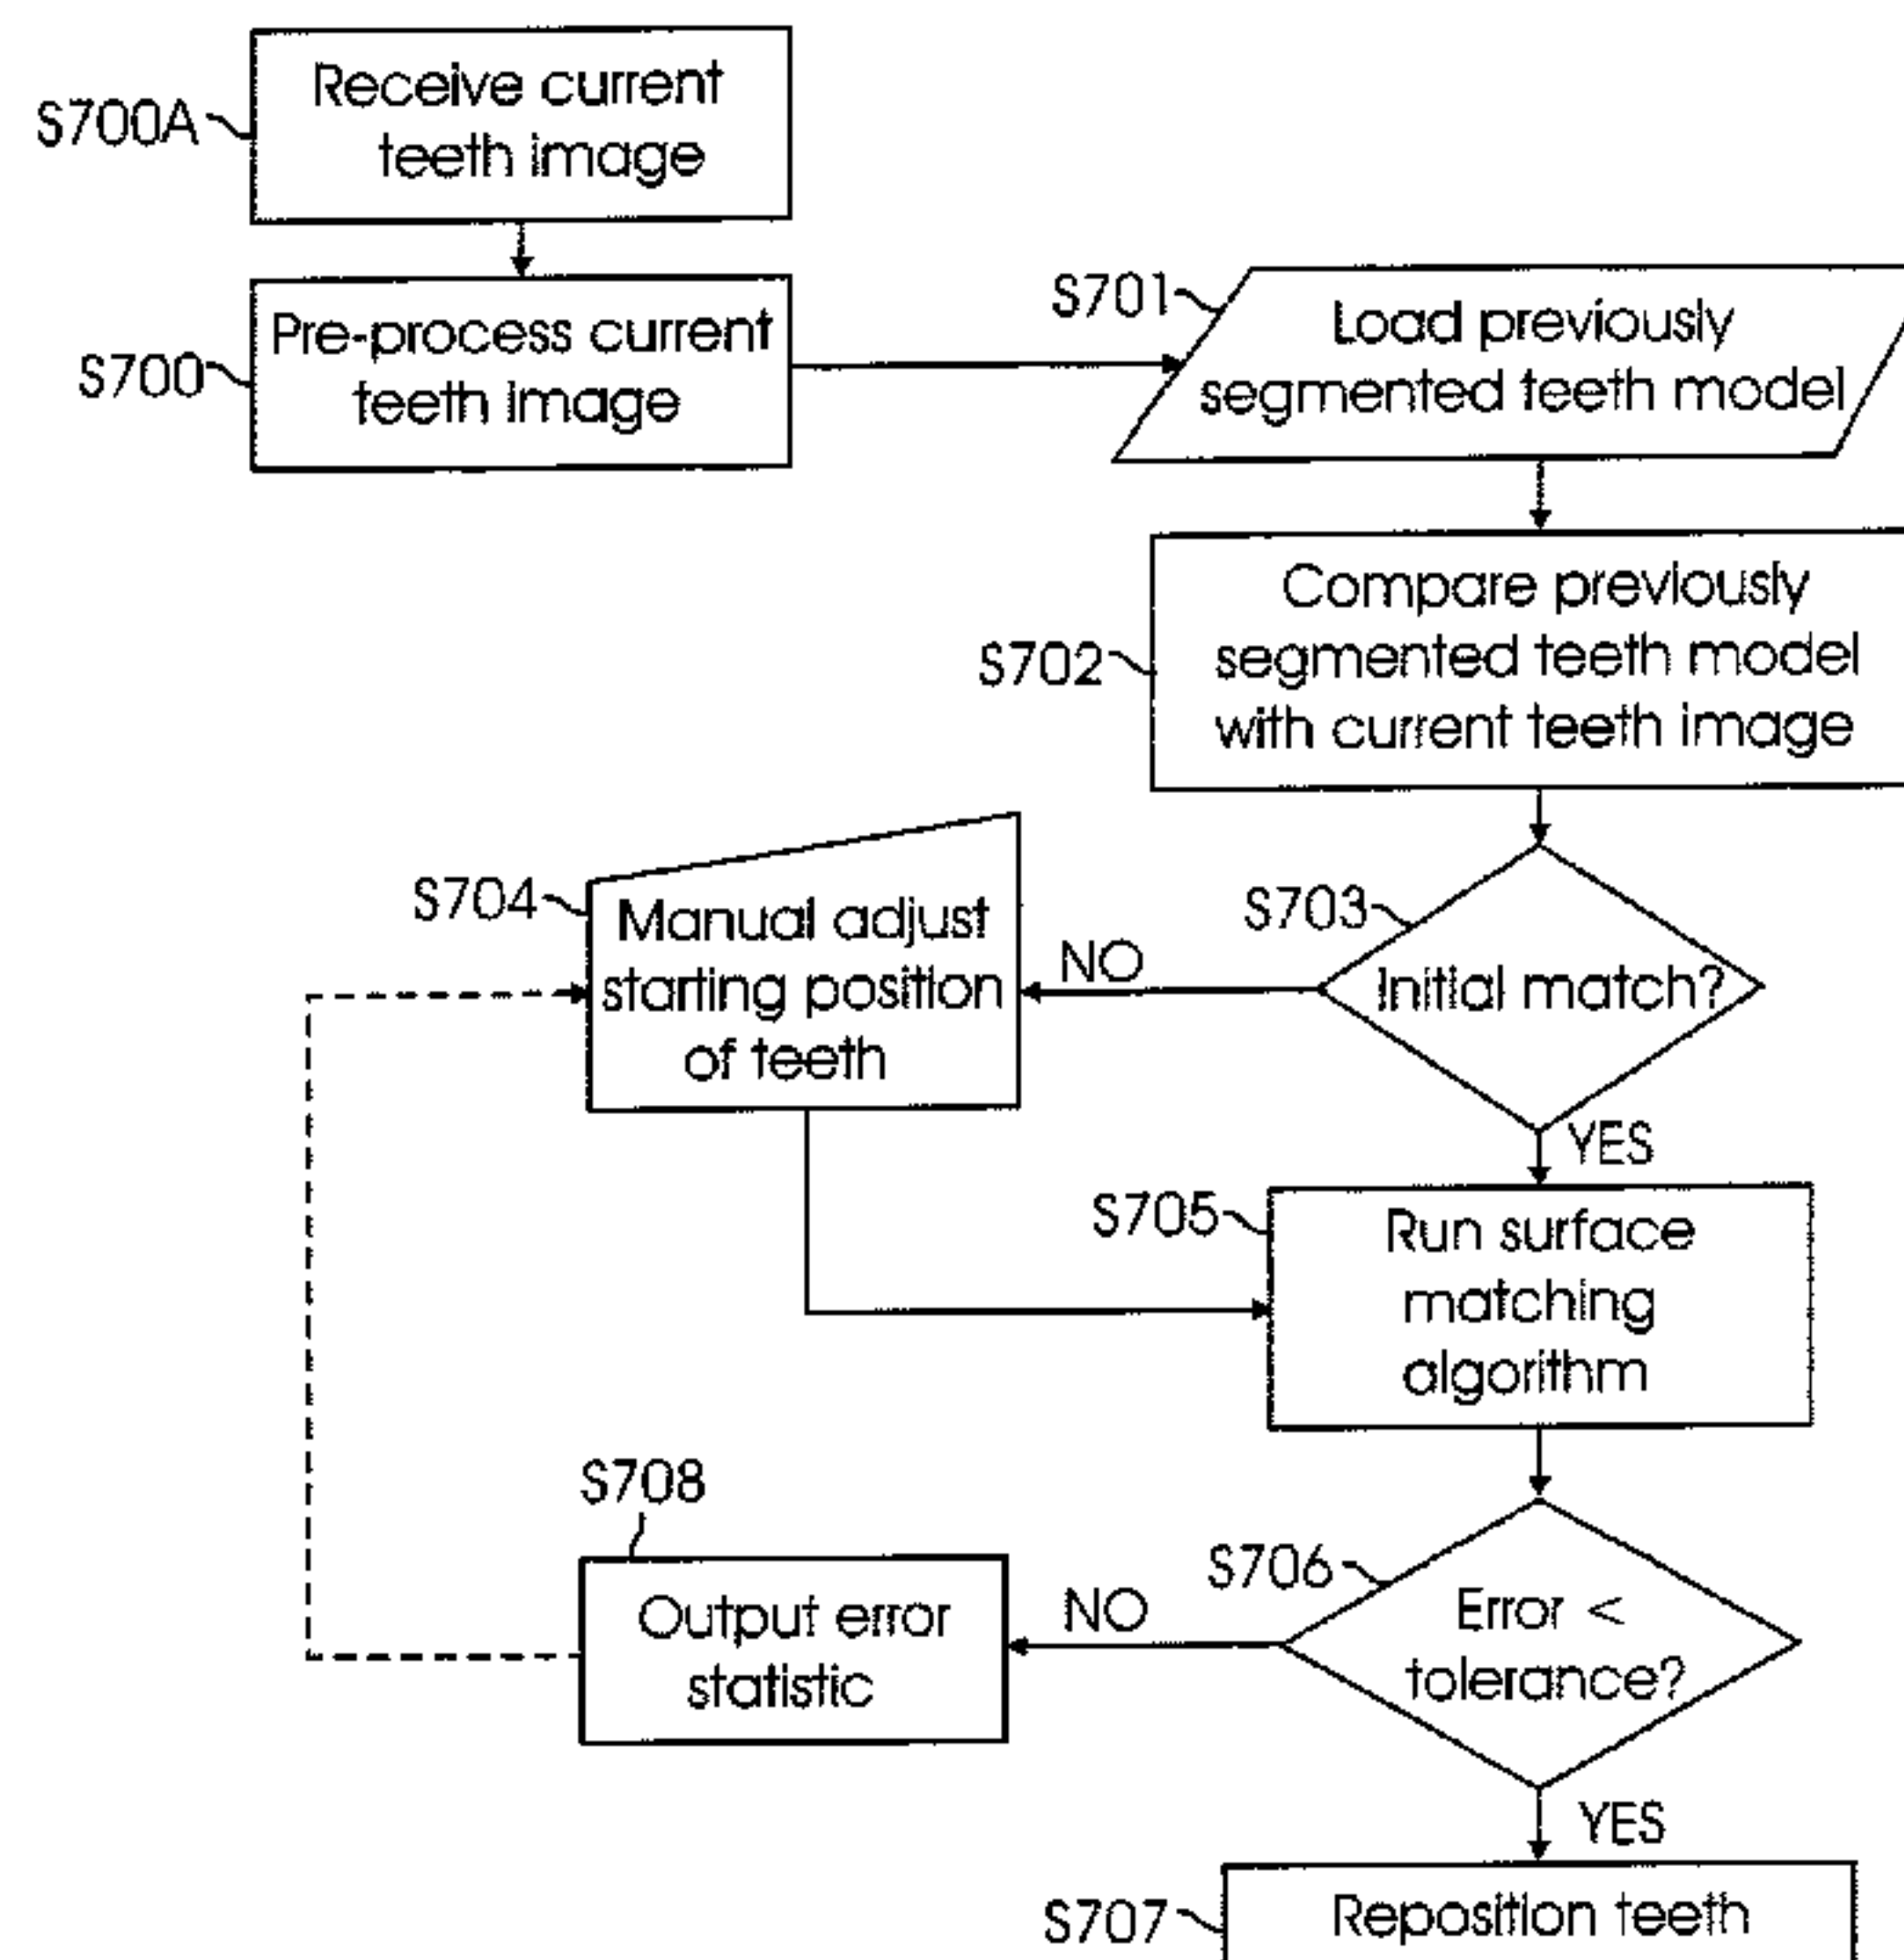 S700A
Receive current
teeth image
S700
Pre-process current
teeth image
S701
Load previously
segmented teeth model
S702
Compare previously
segmented teeth model
with current teeth image
S703
Initial match?
NO
S704
Manual adjust
starting position
of teeth
YES
S705
Run surface
matching
algorithm
S706
Error <
tolerance?
NO
S708
Output error
statistic
YES
S707
Reposition teeth